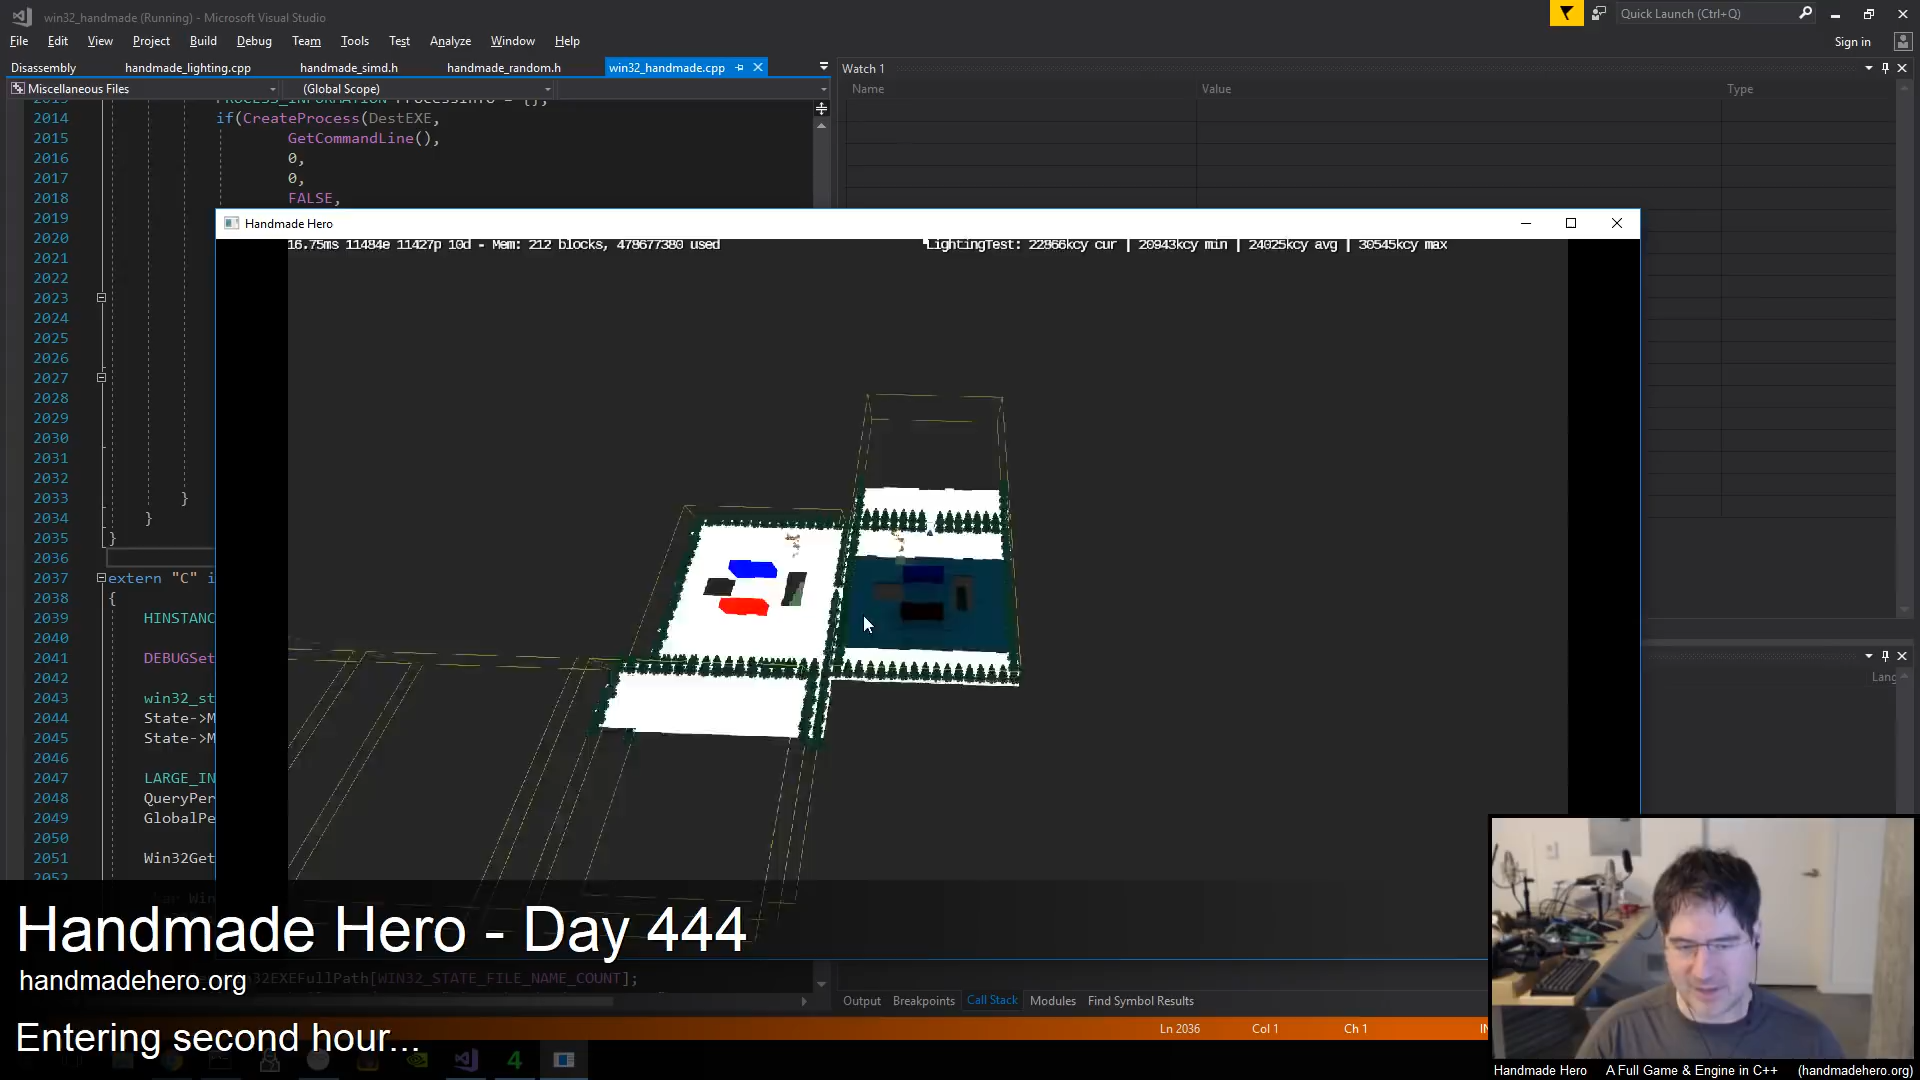 win32_handmade (Running) - Microsoft Visual Studio
Quick Launch (Ctrl+Q)
File Edit View Project Build Debug Team Tools Test Analyze Window Help
Sign in
Disassembly handmade_lighting.cpp handmade_simd.h handmade_random.h win32_handmade.cpp
Watch 1
Miscellaneous Files (Global Scope)
Name Value Type
2014 if(CreateProcess(DestEXE,
2015 GetCommandLine(),
2016 0,
2017 0,
2018 FALSE,
2019
Handmade Hero
16.75ms 11484e 11427p 10d - Mem: 212 blocks, 478677380 used
LightingTest: 22866kcy cur | 20943kcy min | 24025kcy avg | 30545kcy max
2020
2021
2022
2023
2024
2025
2026
2027
2028
2029
2030
2031
2032
2033 }
2034 }
2035 }
2036
2037 extern "C" i
2038 {
2039 HINSTANC
2040
2041 DEBUGSet
2042
Lang
2043 win32_st
2044 State->M
2045 State->M
2046
2047 LARGE_IN
2048 QueryPer
2049 GlobalPe
2050
2051 Win32Get
2052
Handmade Hero - Day 444
handmadehero.org
32EXEFullPath[WIN32_STATE_FILE_NAME_COUNT];
Output Breakpoints Call Stack Modules Find Symbol Results
Entering second hour...
Ln 2036 Col 1 Ch 1 IN
4
Handmade Hero A Full Game & Engine in C++ (handmadehero.org)